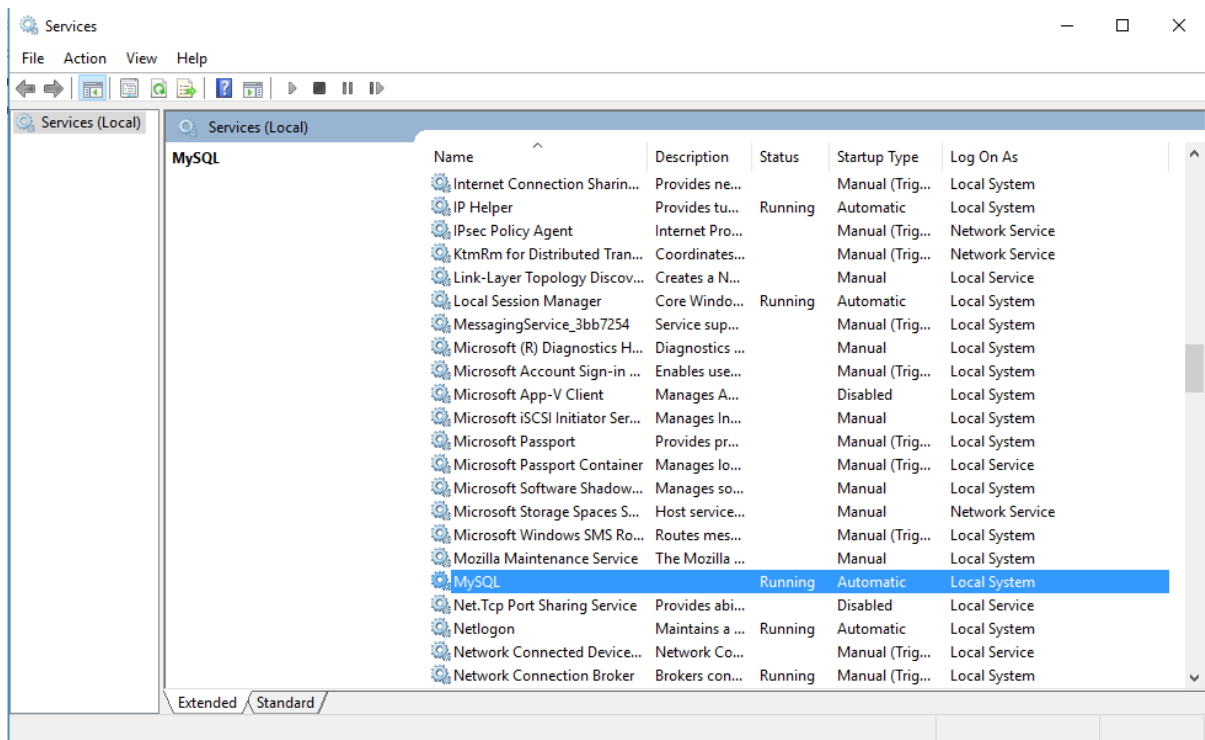 Services
File Action View Help
Services (Local)
Services (Local)
MySQL
Name Description Status Startup Type Log On As
Internet Connection Sharin... Provides ne... Manual (Trig... Local System
IP Helper Provides tu... Running Automatic Local System
IPsec Policy Agent Internet Pro... Manual (Trig... Network Service
KtmRm for Distributed Tran... Coordinates... Manual (Trig... Network Service
Link-Layer Topology Discov... Creates a N... Manual Local Service
Local Session Manager Core Windo... Running Automatic Local System
MessagingService_3bb7254 Service sup... Manual (Trig... Local System
Microsoft (R) Diagnostics H... Diagnostics ... Manual Local System
Microsoft Account Sign-in ... Enables use... Manual (Trig... Local System
Microsoft App-V Client Manages A... Disabled Local System
Microsoft iSCSI Initiator Ser... Manages In... Manual Local System
Microsoft Passport Provides pr... Manual (Trig... Local System
Microsoft Passport Container Manages lo... Manual (Trig... Local Service
Microsoft Software Shadow... Manages so... Manual Local System
Microsoft Storage Spaces S... Host service... Manual Network Service
Microsoft Windows SMS Ro... Routes mes... Manual (Trig... Local System
Mozilla Maintenance Service The Mozilla ... Manual Local System
MySQL Running Automatic Local System
Net.Tcp Port Sharing Service Provides abi... Disabled Local Service
Netlogon Maintains a ... Running Automatic Local System
Network Connected Device... Network Co... Manual (Trig... Local Service
Network Connection Broker Brokers con... Running Manual (Trig... Local System
Extended Standard